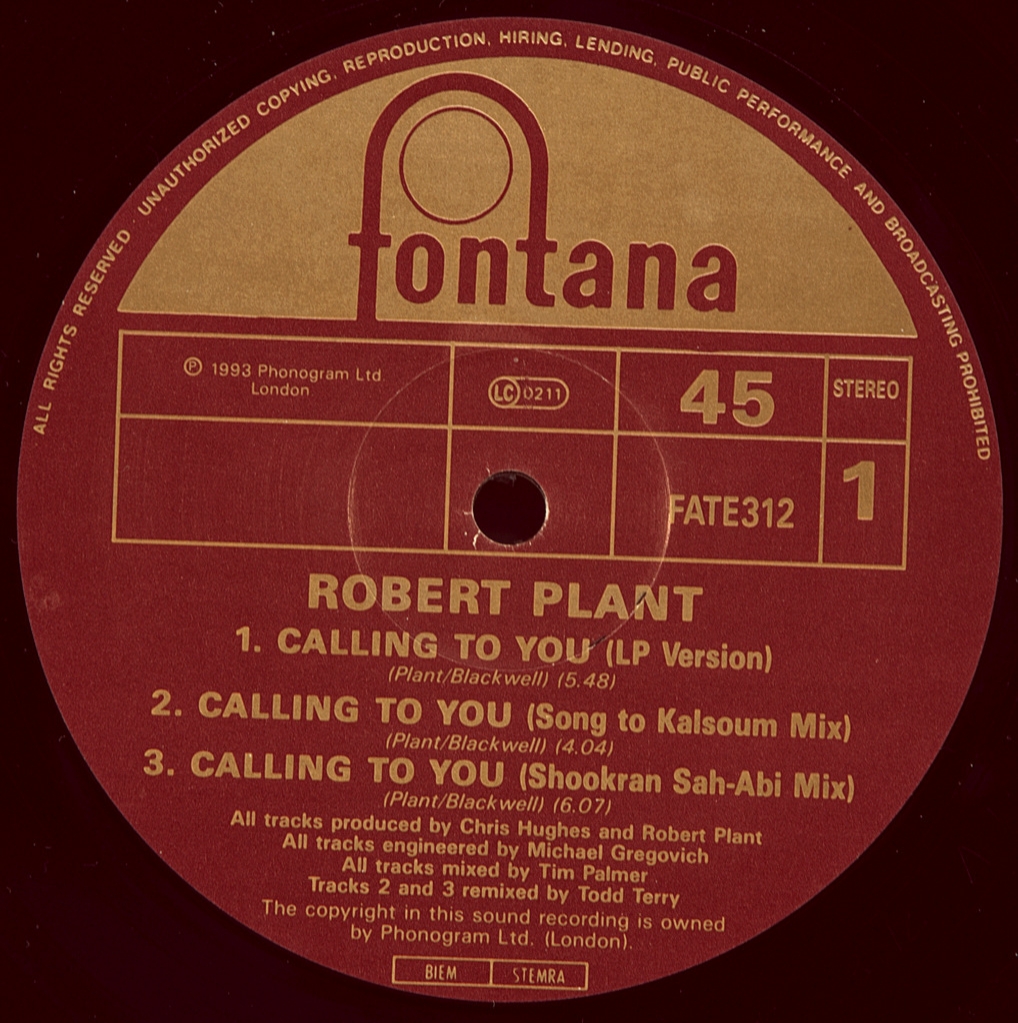 ALL RIGHTS RESERVED · UNAUTHORIZED COPYING, REPRODUCTION, HIRING, LENDING, PUBLIC PERFORMANCE AND BROADCASTING PROHIBITED
fontana
℗ 1993 Phonogram Ltd.
London
LC 0211
45
STEREO
FATE312
1
ROBERT PLANT
1. CALLING TO YOU (LP Version)
(Plant/Blackwell) (5.48)
2. CALLING TO YOU (Song to Kalsoum Mix)
(Plant/Blackwell) (4.04)
3. CALLING TO YOU (Shookran Sah-Abi Mix)
(Plant/Blackwell) (6.07)
All tracks produced by Chris Hughes and Robert Plant
All tracks engineered by Michael Gregovich
All tracks mixed by Tim Palmer
Tracks 2 and 3 remixed by Todd Terry
The copyright in this sound recording is owned
by Phonogram Ltd. (London).
BIEM STEMRA